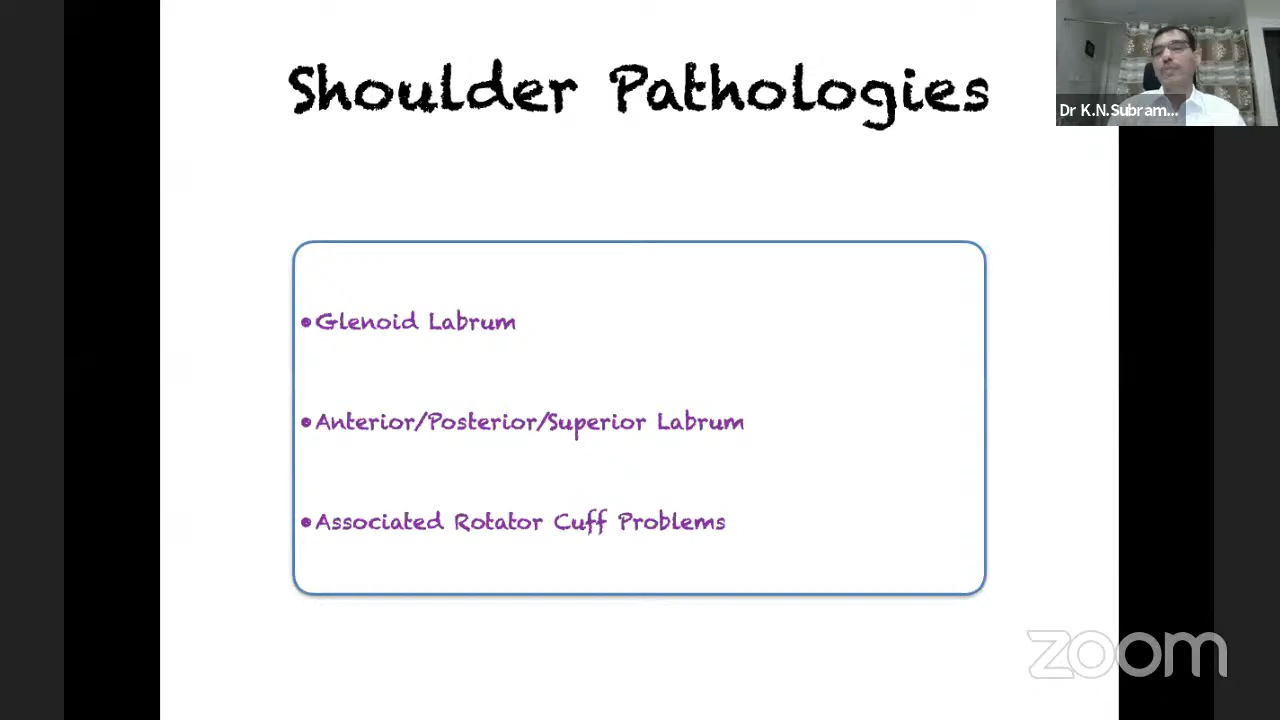 Shoulder Pathologies
Dr K.N.Subram...
•Glenoid Labrum
•Anterior/Posterior/Superior Labrum
•Associated Rotator Cuff Problems
zoom